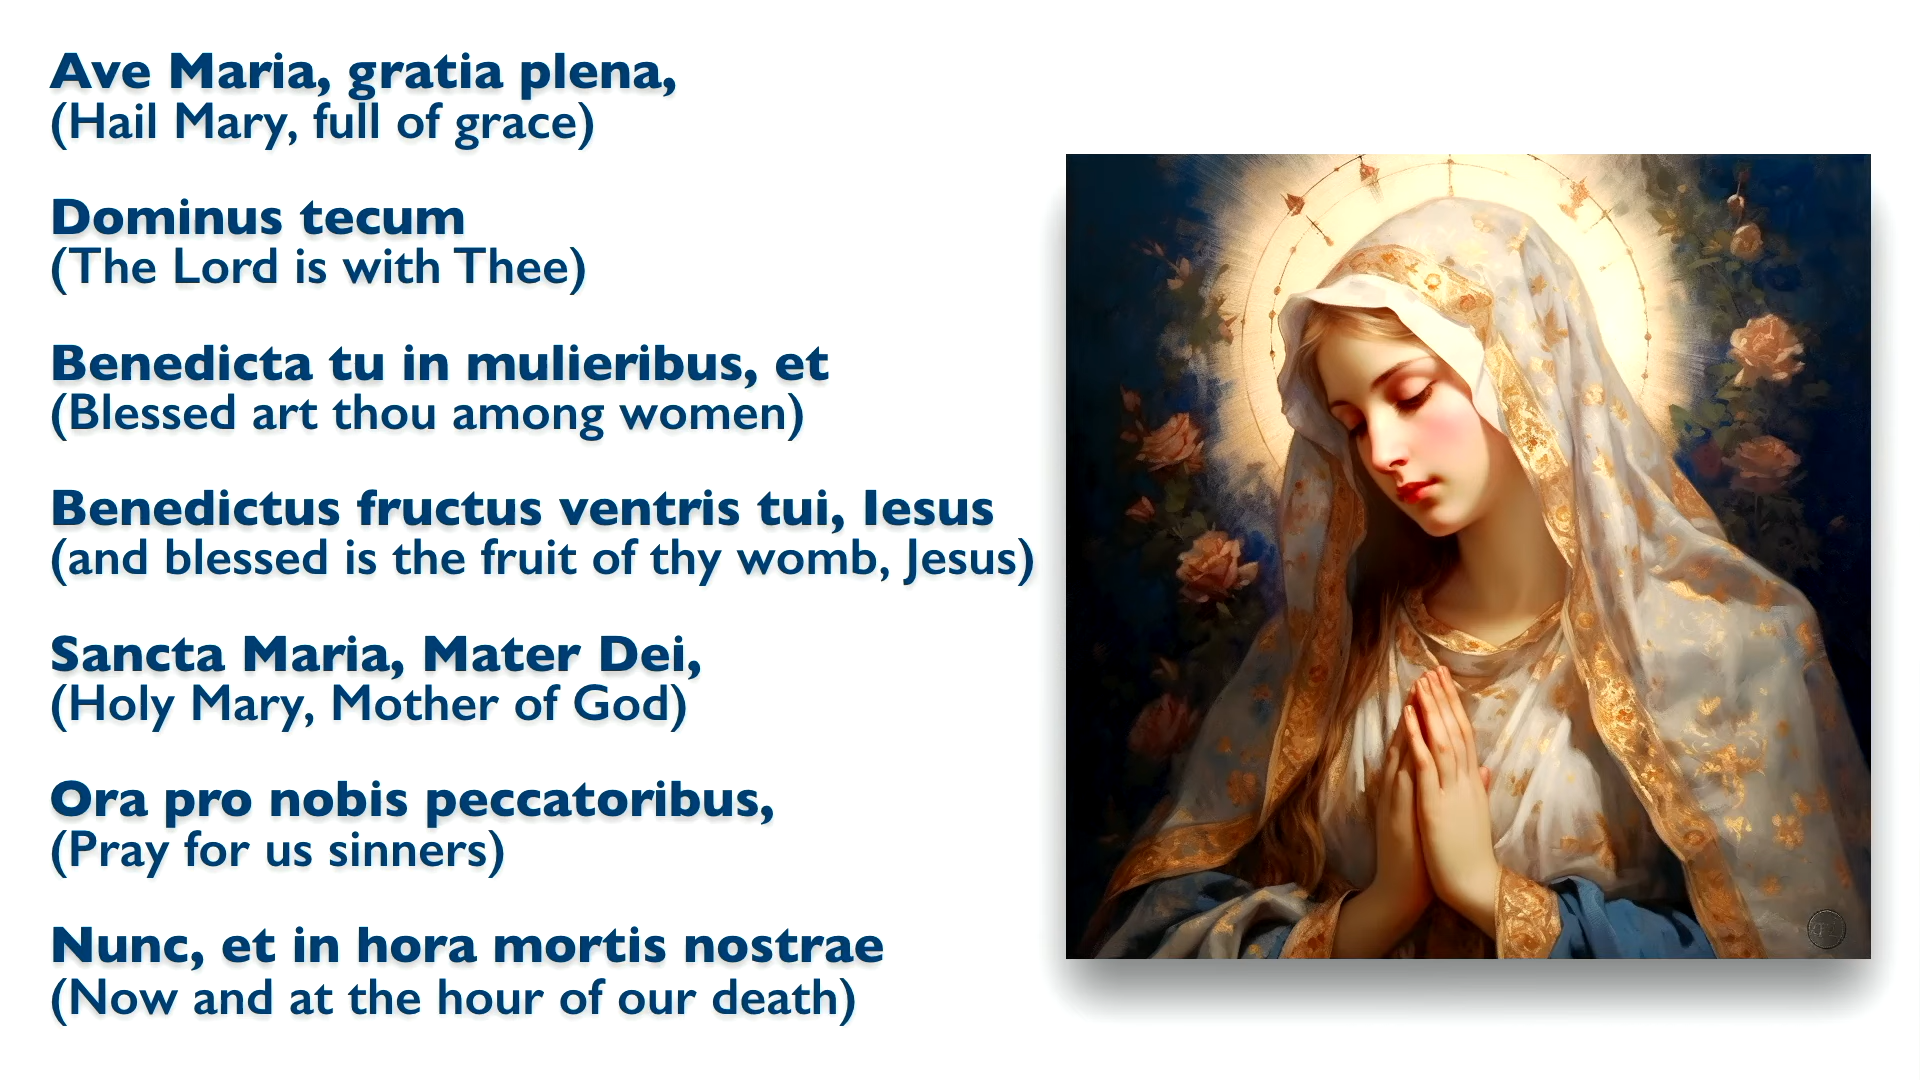 Ave Maria, gratia plena,
(Hail Mary, full of grace)
Dominus tecum
(The Lord is with Thee)
Benedicta tu in mulieribus, et
(Blessed art thou among women)
Benedictus fructus ventris tui, Iesus
(and blessed is the fruit of thy womb, Jesus)
Sancta Maria, Mater Dei,
(Holy Mary, Mother of God)
Ora pro nobis peccatoribus,
(Pray for us sinners)
Nunc, et in hora mortis nostrae
(Now and at the hour of our death)